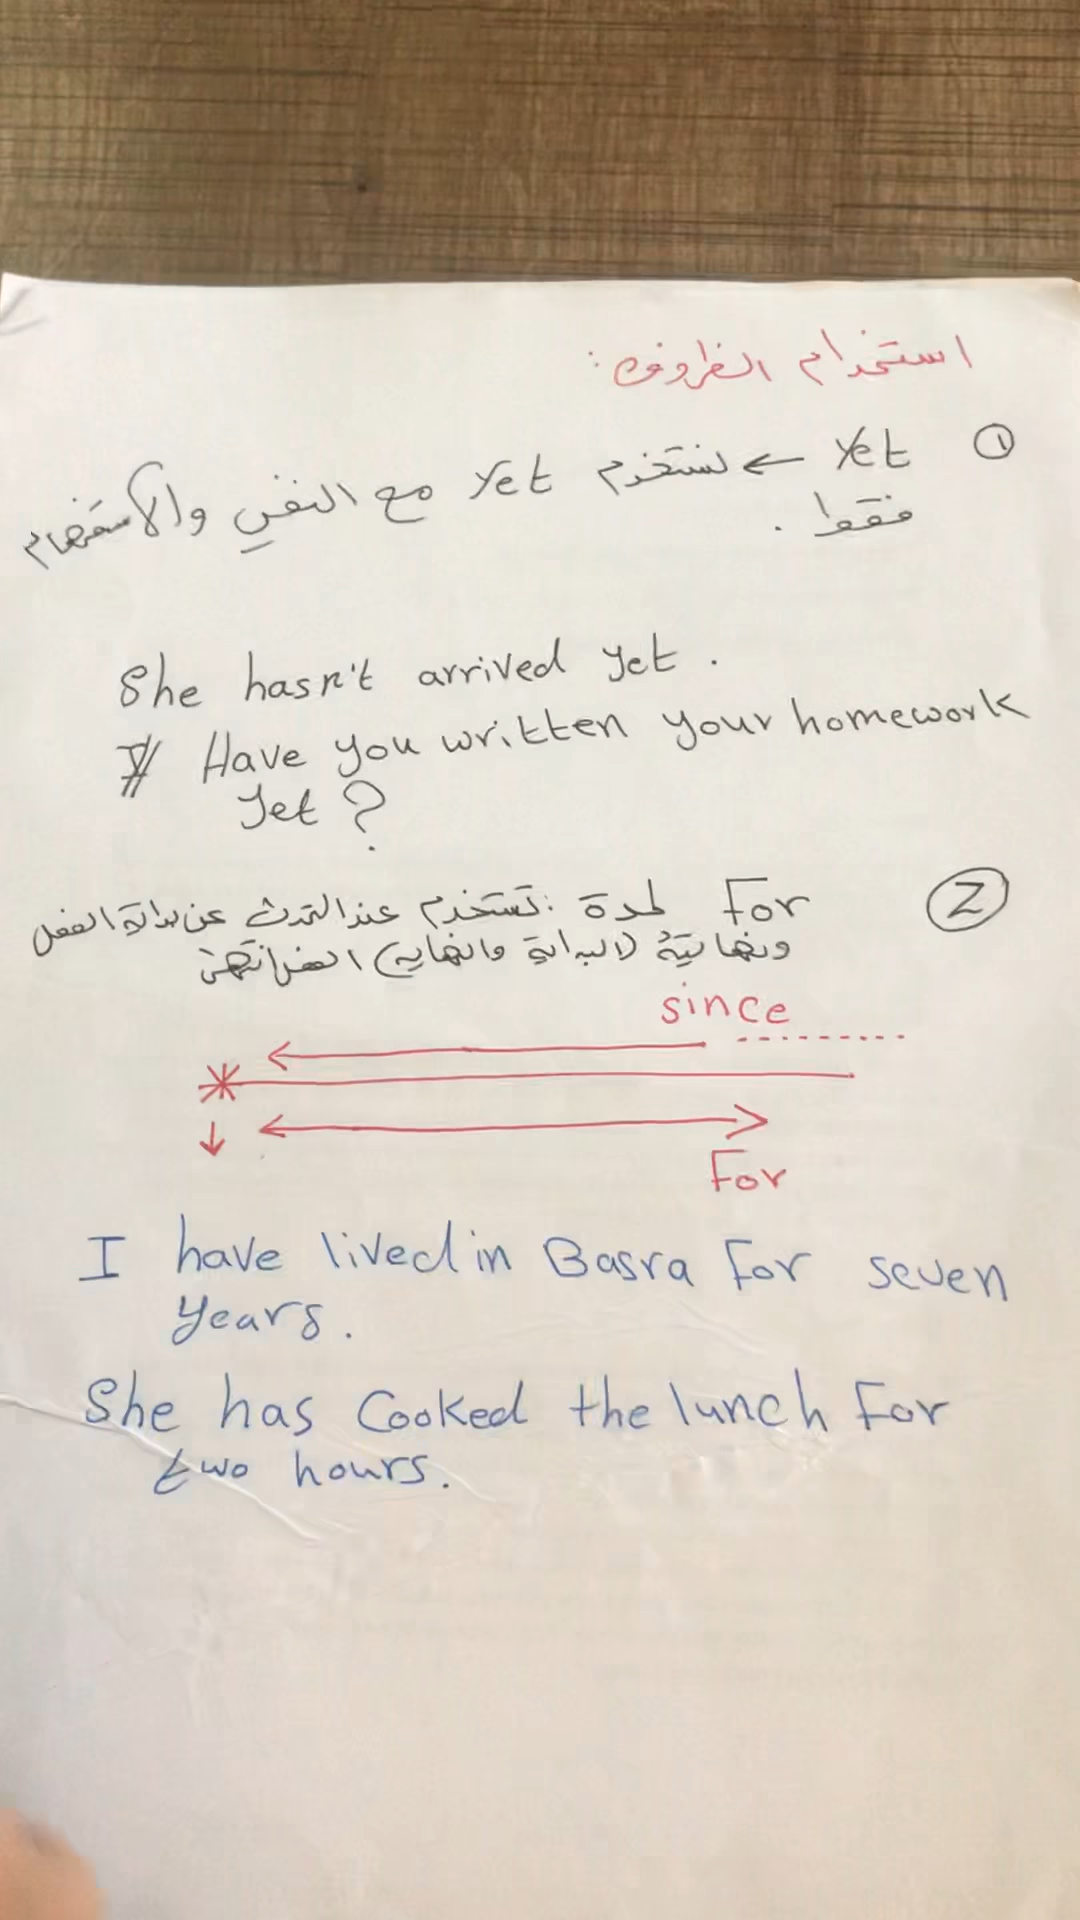 استخدام الظروف:
① Yet ← نستخدم Yet مع النفي والأستفهام
فقط.
She hasn't arrived yet.
Have you written your homework
Yet?
② For لمدة: تستخدم عند التحدث عن بداية الفعل
ونهايتهُ (البداية والنهاية)
since
For
I have lived in Basra For seven
years.
She has Cooked the lunch For
two hours.